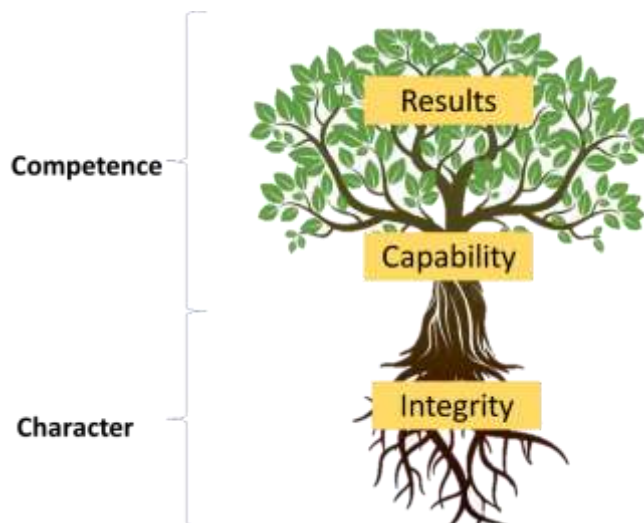 Results
Competence
Capability
Integrity
Character